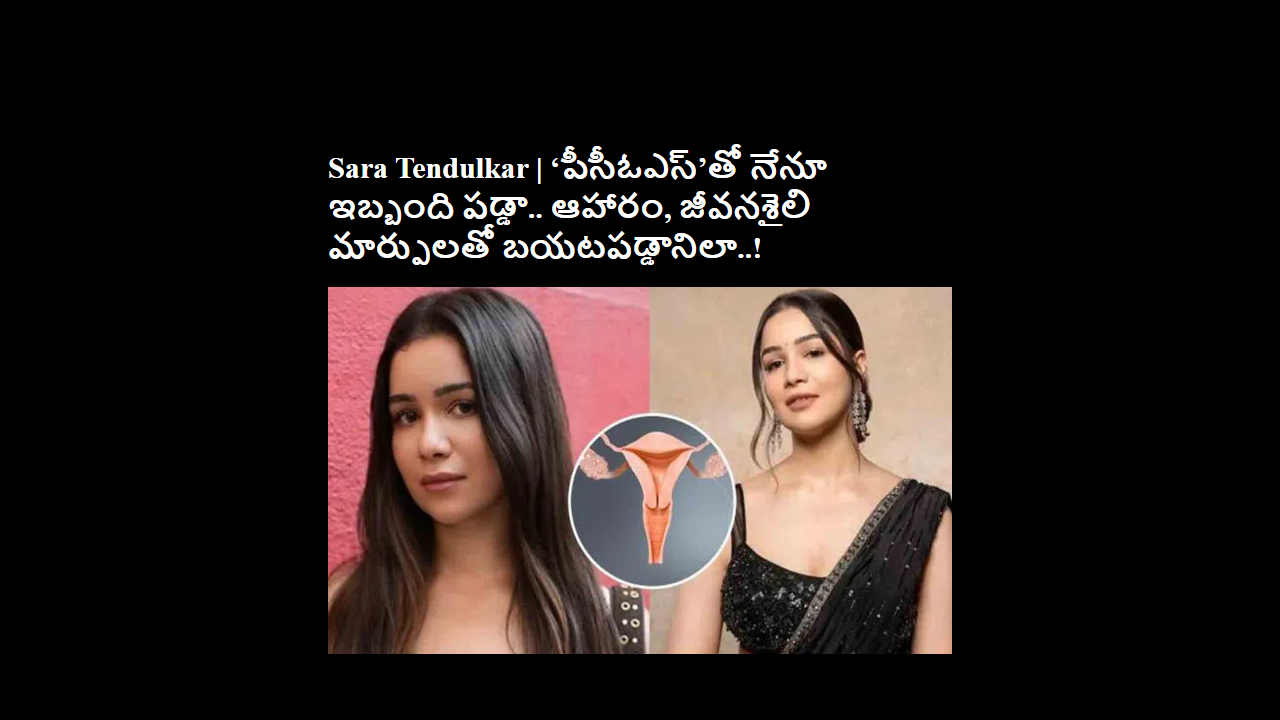 Sara Tendulkar | ‘పీసీఓఎస్’తో నేనూ
ఇబ్బంది పడ్డా.. ఆహారం, జీవనశైలి
మార్పులతో బయటపడ్డానిలా..!